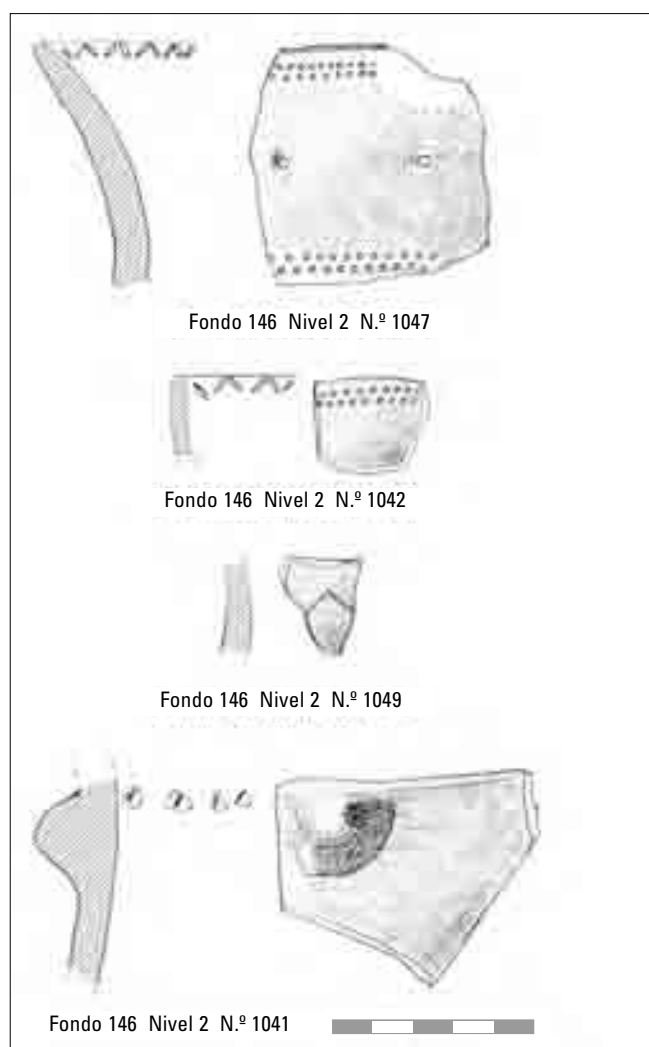 Fondo 146 Nivel 2 N.º 1047
Fondo 146 Nivel 2 N.º 1042
Fondo 146 Nivel 2 N.º 1049
Fondo 146 Nivel 2 N.º 1041